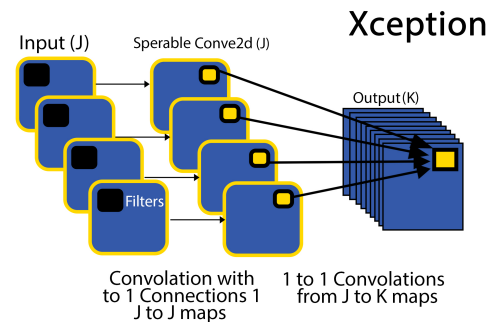 Xception
Input (J)
Sperable Conve2d (J)
Output (K)
Filters
Convolation with
to 1 Connections 1
J to J maps
1 to 1 Convolations
from J to K maps